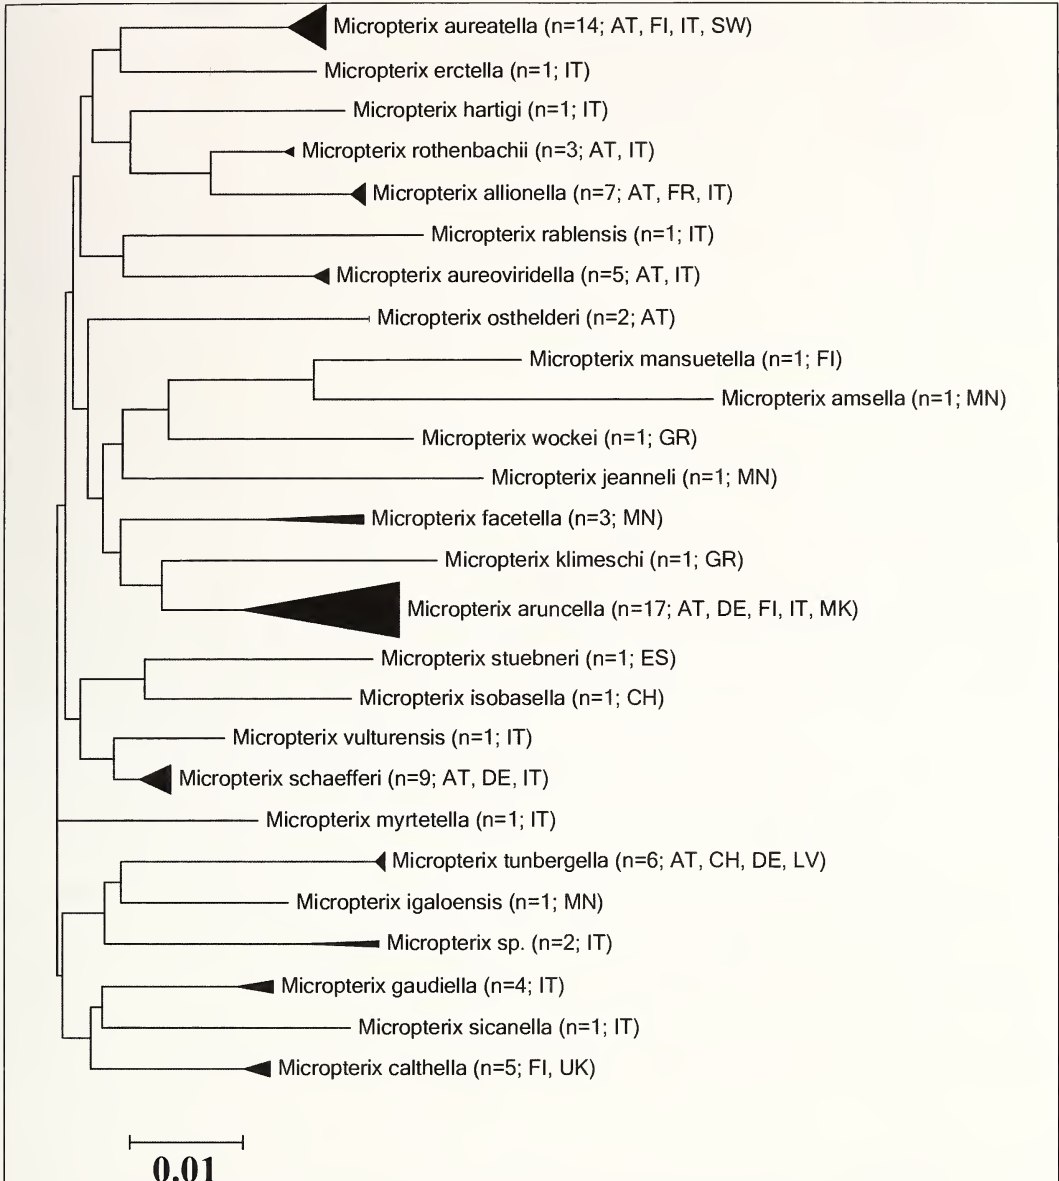 Micropterix aureatella (n=14; AT, FI, IT, SW)
Micropterix erctella (n=1; IT)
Micropterix hartigi (n=1; IT)
Micropterix rothenbachii (n=3; AT, IT)
Micropterix allionella (n=7; AT, FR, IT)
Micropterix rablensis (n=1; IT)
Micropterix aureoviridella (n=5; AT, IT)
Micropterix osthelderi (n=2; AT)
Micropterix mansuetella (n=1; FI)
Micropterix amsella (n=1; MN)
Micropterix wockei (n=1; GR)
Micropterix jeanneli (n=1; MN)
Micropterix facetella (n=3; MN)
Micropterix klimeschi (n=1; GR)
Micropterix aruncella (n=17; AT, DE, FI, IT, MK)
Micropterix stuebneri (n=1; ES)
Micropterix isobasella (n=1; CH)
Micropterix vulturensis (n=1; IT)
Micropterix schaefferi (n=9; AT, DE, IT)
Micropterix myrtetella (n=1; IT)
Micropterix tunbergella (n=6; AT, CH, DE, LV)
Micropterix igaloensis (n=1; MN)
Micropterix sp. (n=2; IT)
Micropterix gaudiella (n=4; IT)
Micropterix sicanella (n=1; IT)
Micropterix calthella (n=5; FI, UK)
0.01